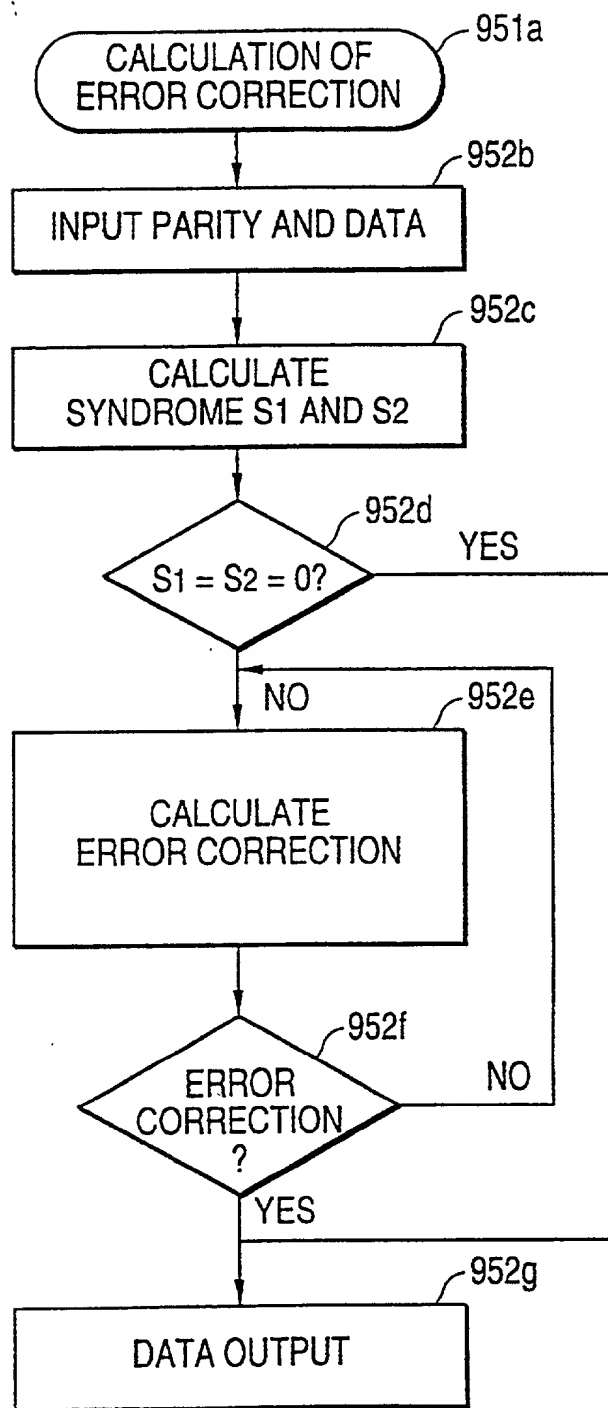 951a
CALCULATION OF
ERROR CORRECTION
952b
INPUT PARITY AND DATA
952c
CALCULATE
SYNDROME S1 AND S2
952d
S1 = S2 = 0?
YES
NO
952e
CALCULATE
ERROR CORRECTION
952f
ERROR
CORRECTION
?
NO
YES
952g
DATA OUTPUT